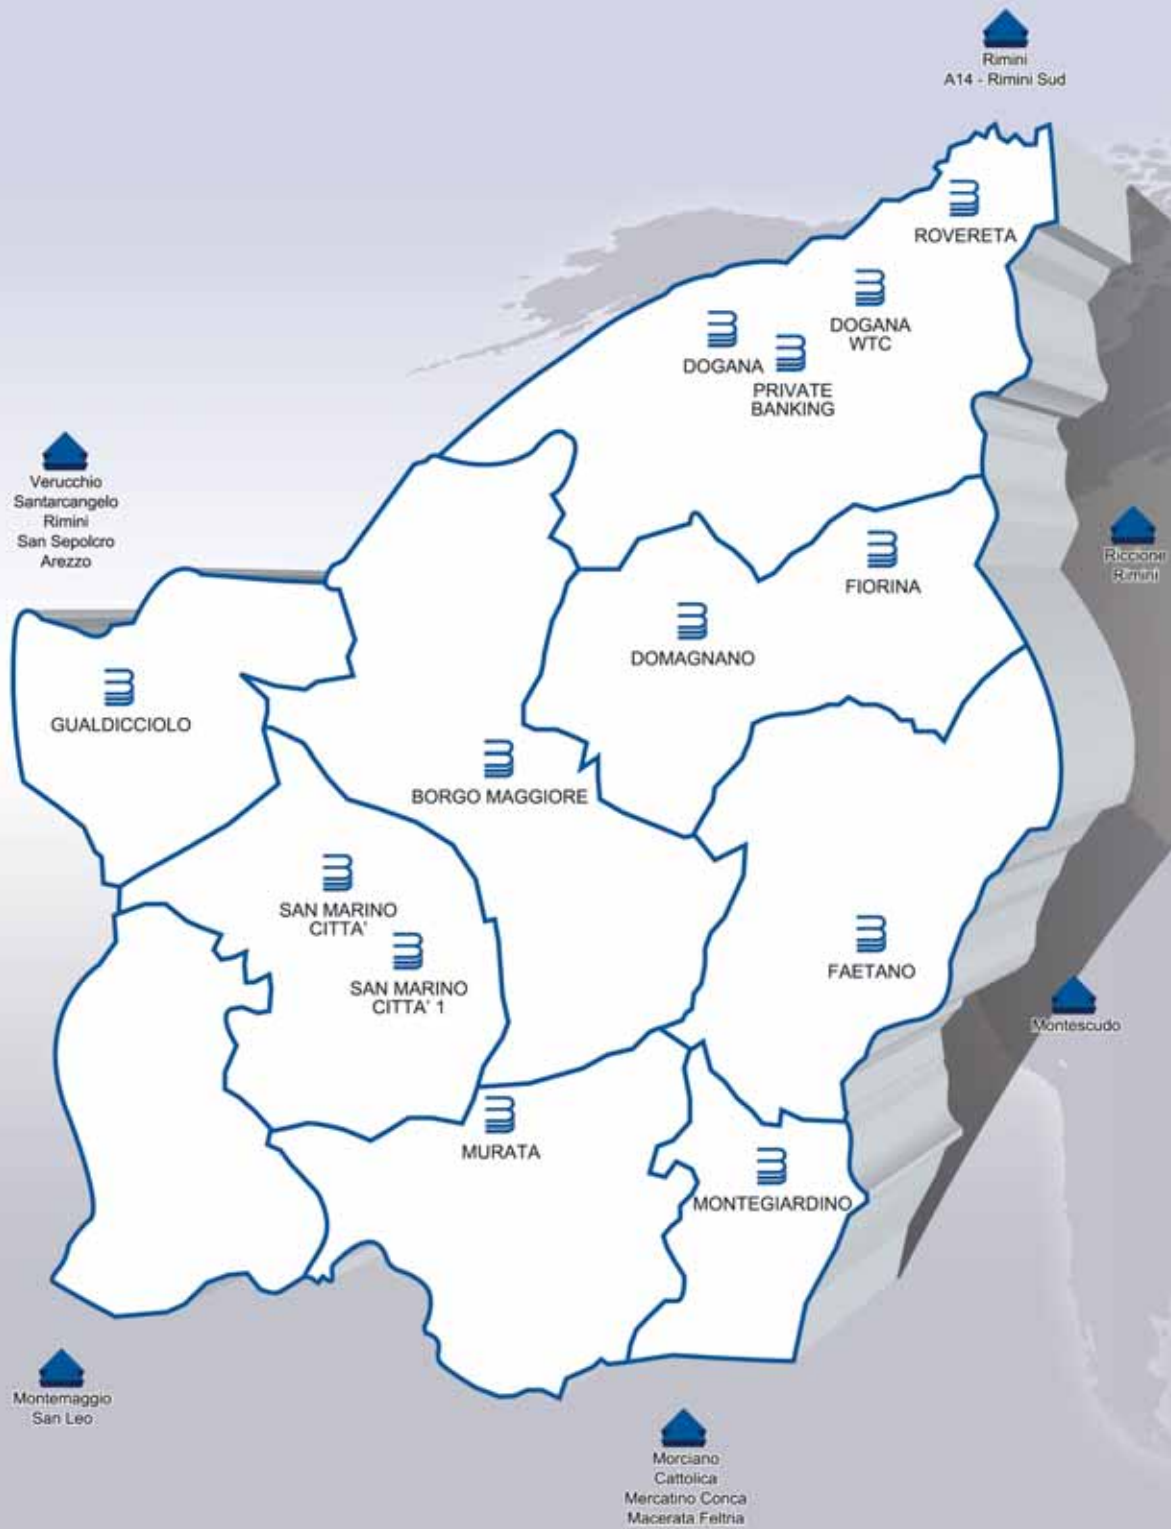 Rimini
A14 - Rimini Sud
ROVERETA
DOGANA
WTC
DOGANA
PRIVATE
BANKING
Verucchio
Santarcangelo
Rimini
San Sepolcro
Arezzo
Riccione
Rimini
FIORINA
DOMAGNANO
GUALDICCIOLO
BORGO MAGGIORE
SAN MARINO
CITTA'
SAN MARINO
CITTA' 1
FAETANO
Montescudo
MURATA
MONTEGIARDINO
Montemaggio
San Leo
Morciano
Cattolica
Mercatino Conca
Macerata Feltria